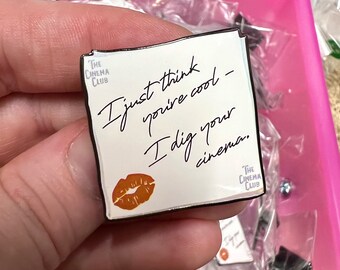 THE
CINEMA
CLUB
I just think
you're cool –
I dig your
cinema.
THE
CINEMA
CLUB